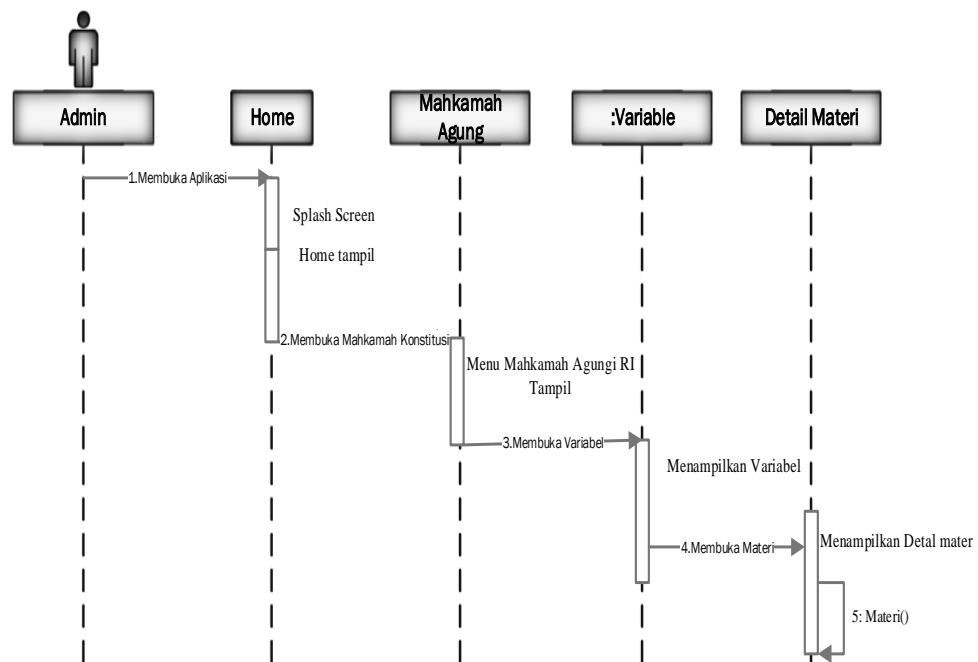 Admin
Home
Mahkamah
Agung
:Variable
Detail Materi
1.Membuka Aplikasi
Splash Screen
Home tampil
2.Membuka Mahkamah Konstitusi
Menu Mahkamah Agungi RI
Tampil
3.Membuka Variabel
Menampilkan Variabel
4.Membuka Materi
Menampilkan Detal mater
5: Materi()